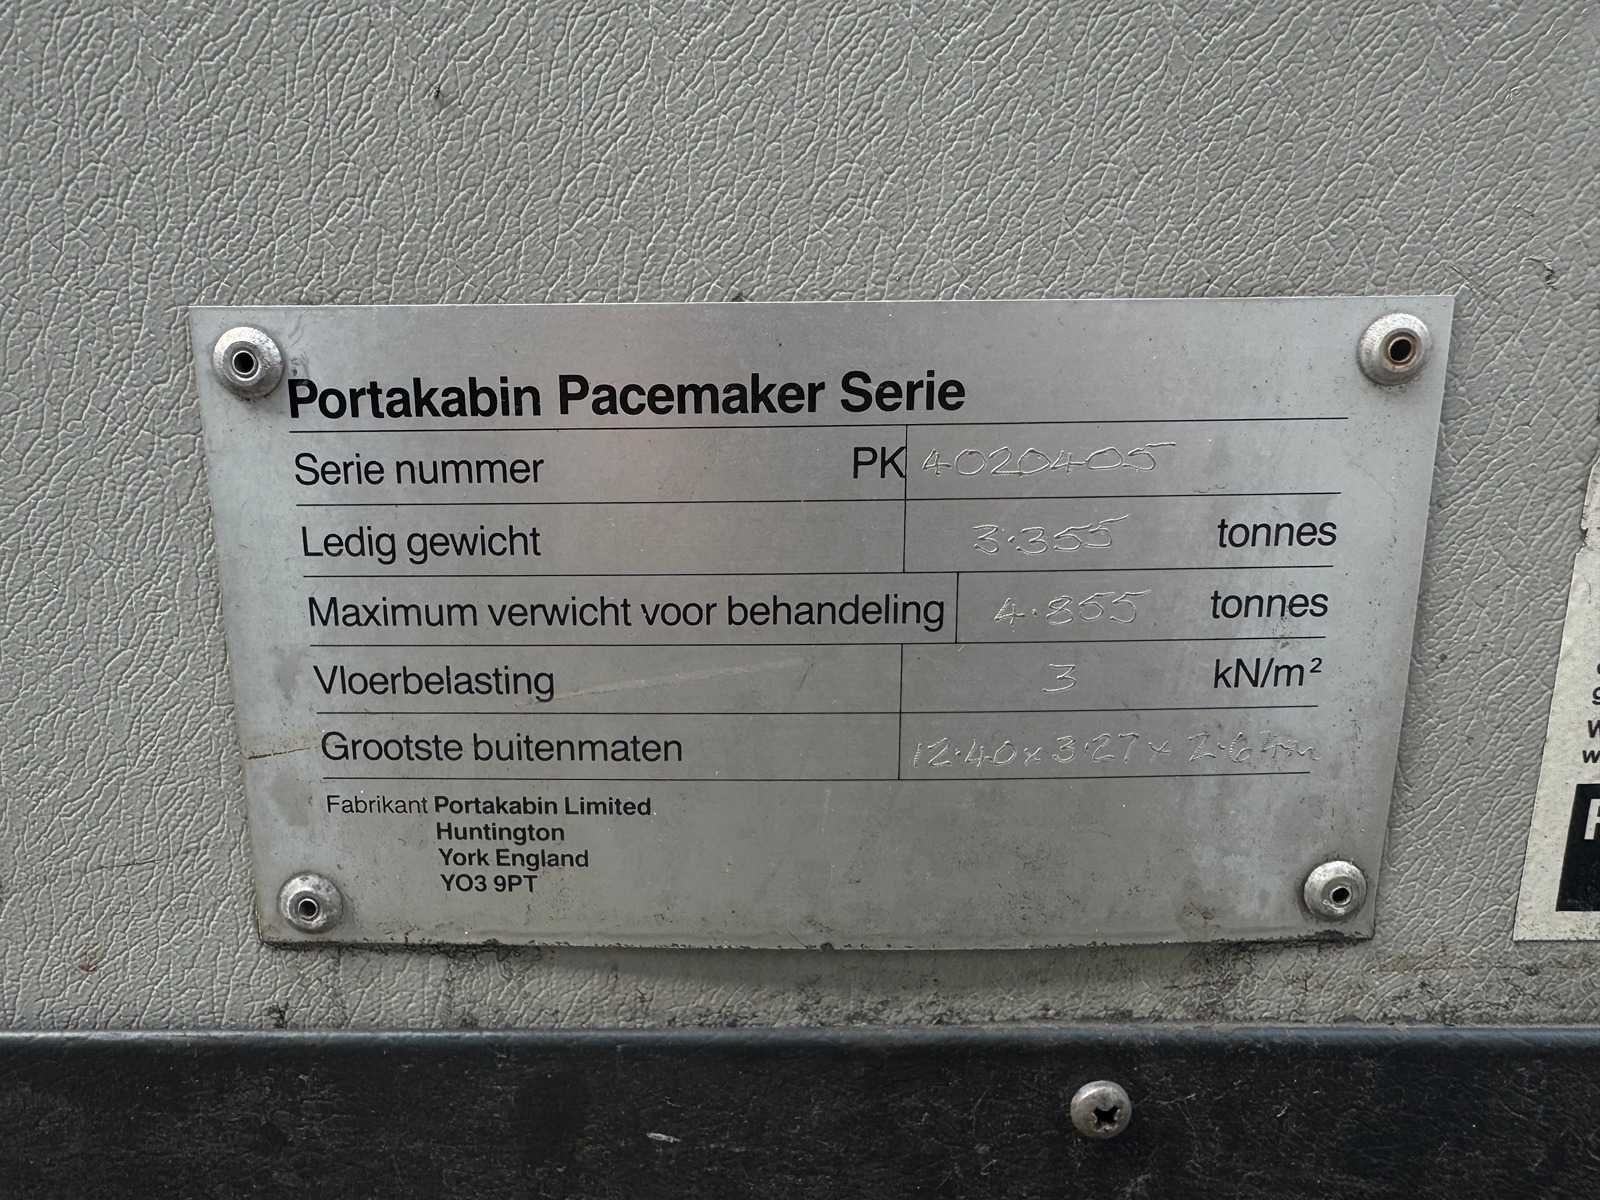 Portakabin Pacemaker Serie
Serie nummer PK 4020405
Ledig gewicht 3.355 tonnes
Maximum verwicht voor behandeling 4.855 tonnes
Vloerbelasting 3 kN/m²
Grootste buitenmaten 12.40 x 3.27 x 2.64m
Fabrikant Portakabin Limited
Huntington
York England
YO3 9PT